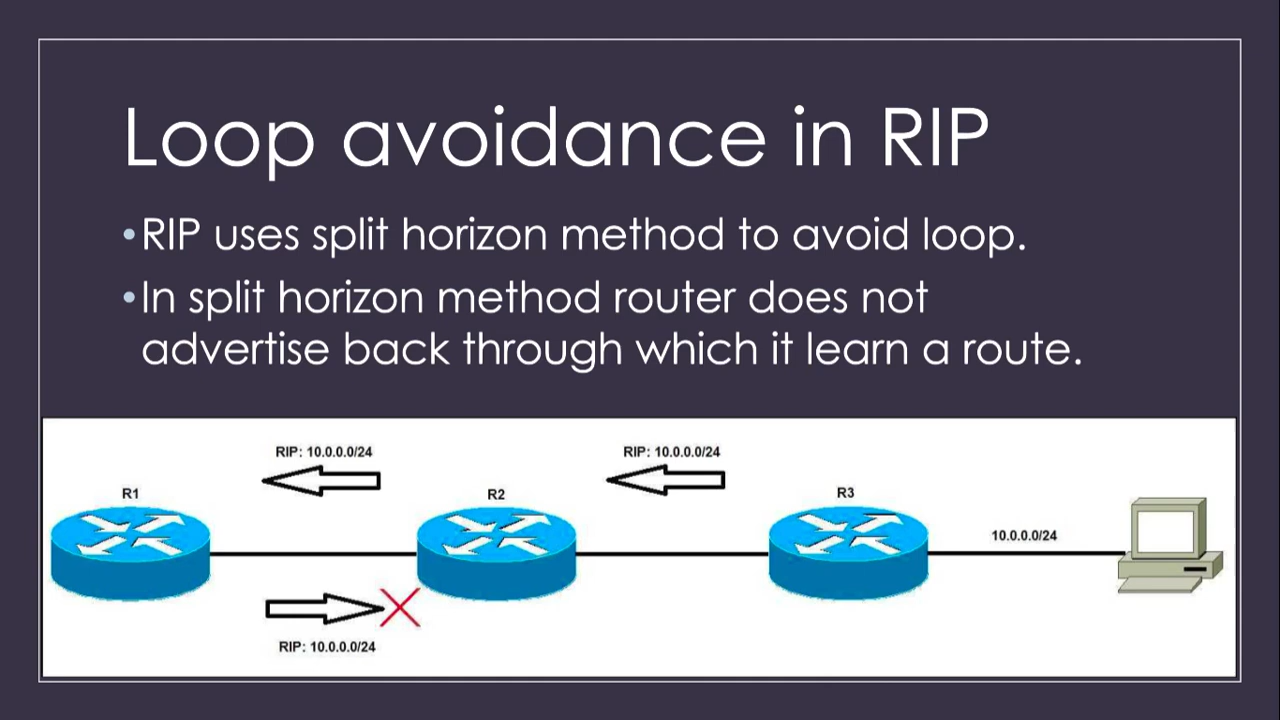 Loop avoidance in RIP
•RIP uses split horizon method to avoid loop.
•In split horizon method router does not
advertise back through which it learn a route.
RIP: 10.0.0.0/24
RIP: 10.0.0.0/24
R1
R2
R3
10.0.0.0/24
RIP: 10.0.0.0/24